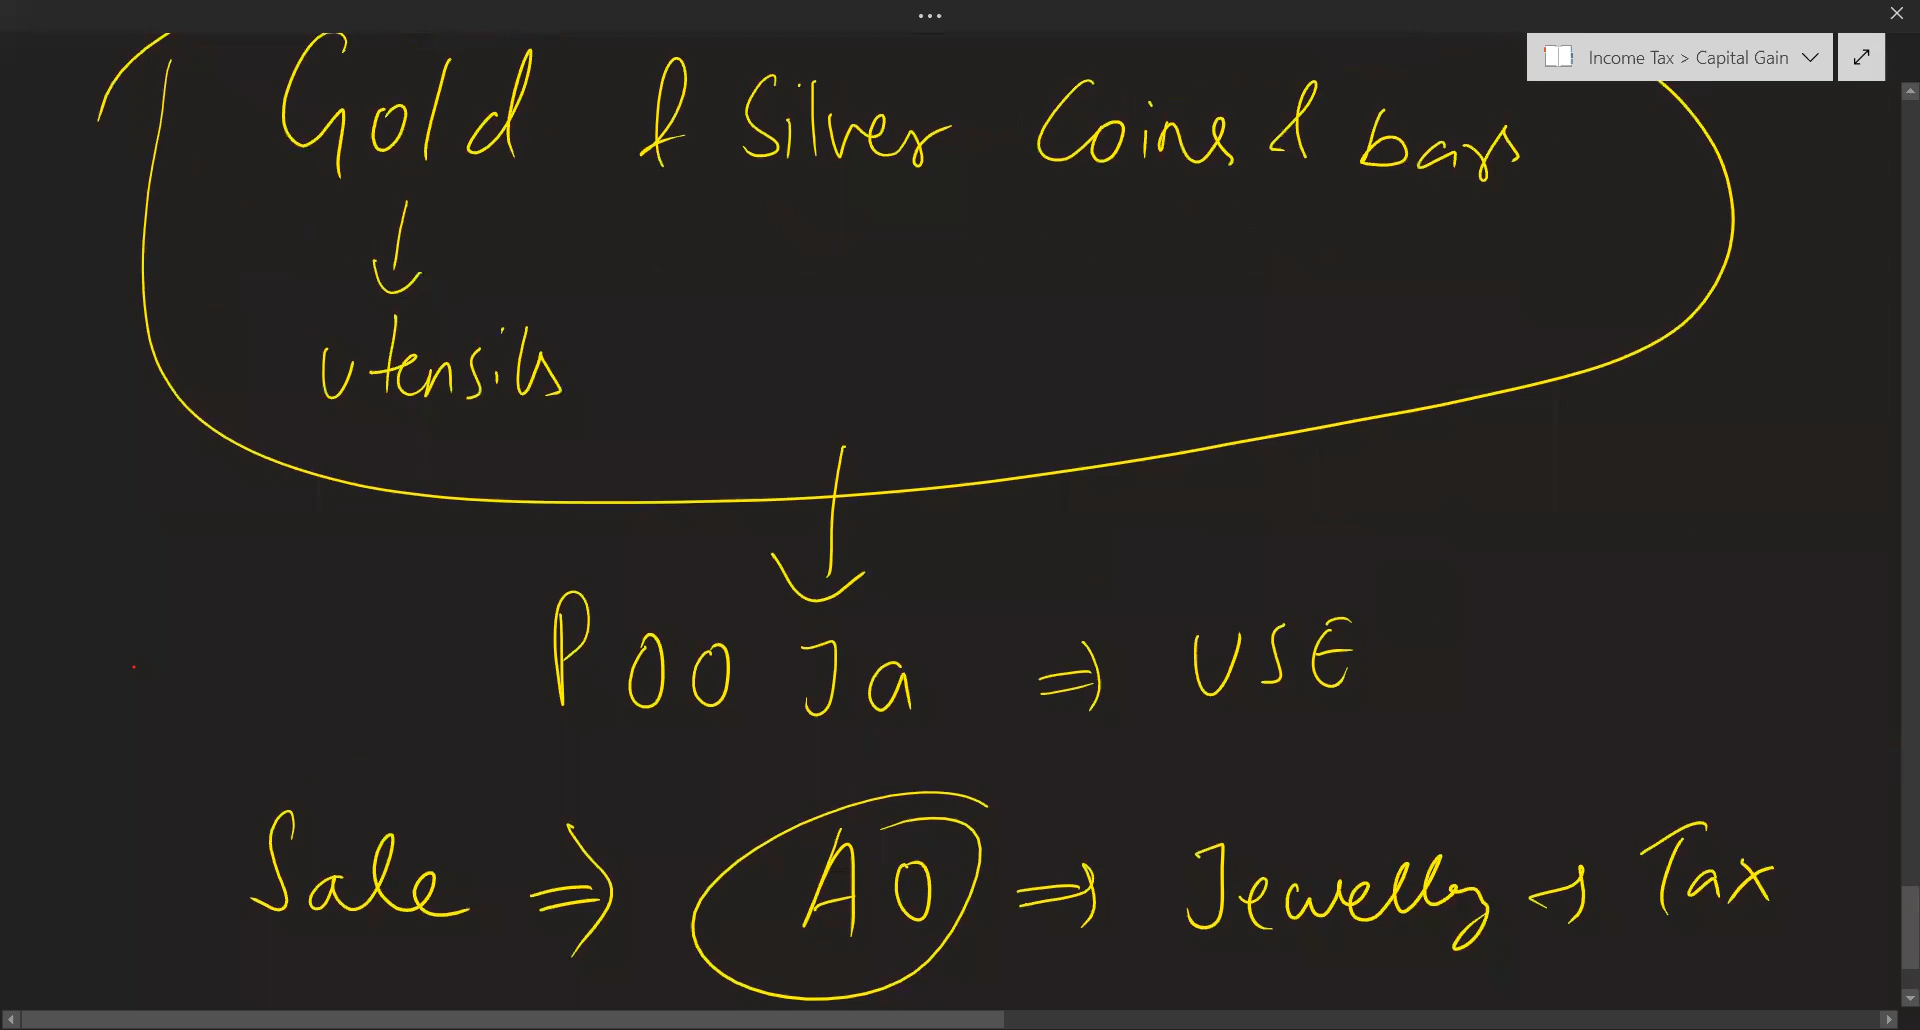 Income Tax > Capital Gain
Gold & Silver Coins & bars
↓
utensils
↓
POOJa ⇒ USE
Sale ⇒ AO ⇒ Jewelly → Tax